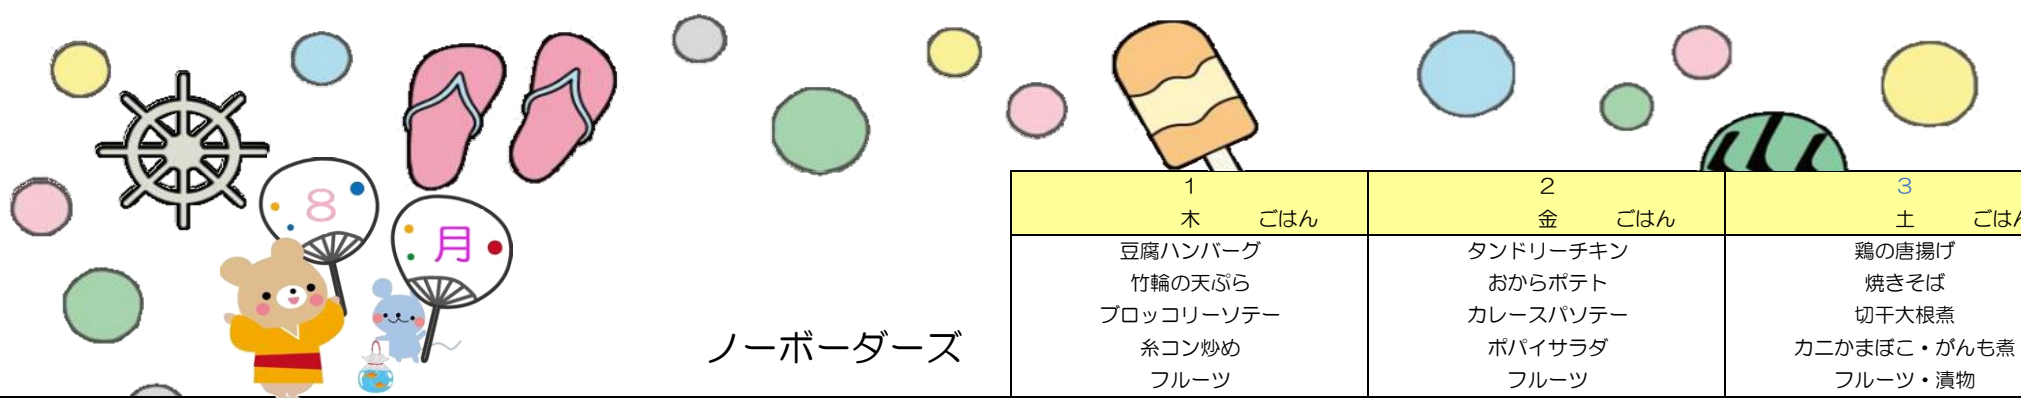 8
月
ノーボーダーズ
1 2 3
木 ごはん 金 ごはん 土 ごはん
豆腐ハンバーグ タンドリーチキン 鶏の唐揚げ
竹輪の天ぷら おからポテト 焼きそば
ブロッコリーソテー カレースパソテー 切干大根煮
糸コン炒め ポパイサラダ カニかまぼこ・がんも煮
フルーツ フルーツ フルーツ・漬物